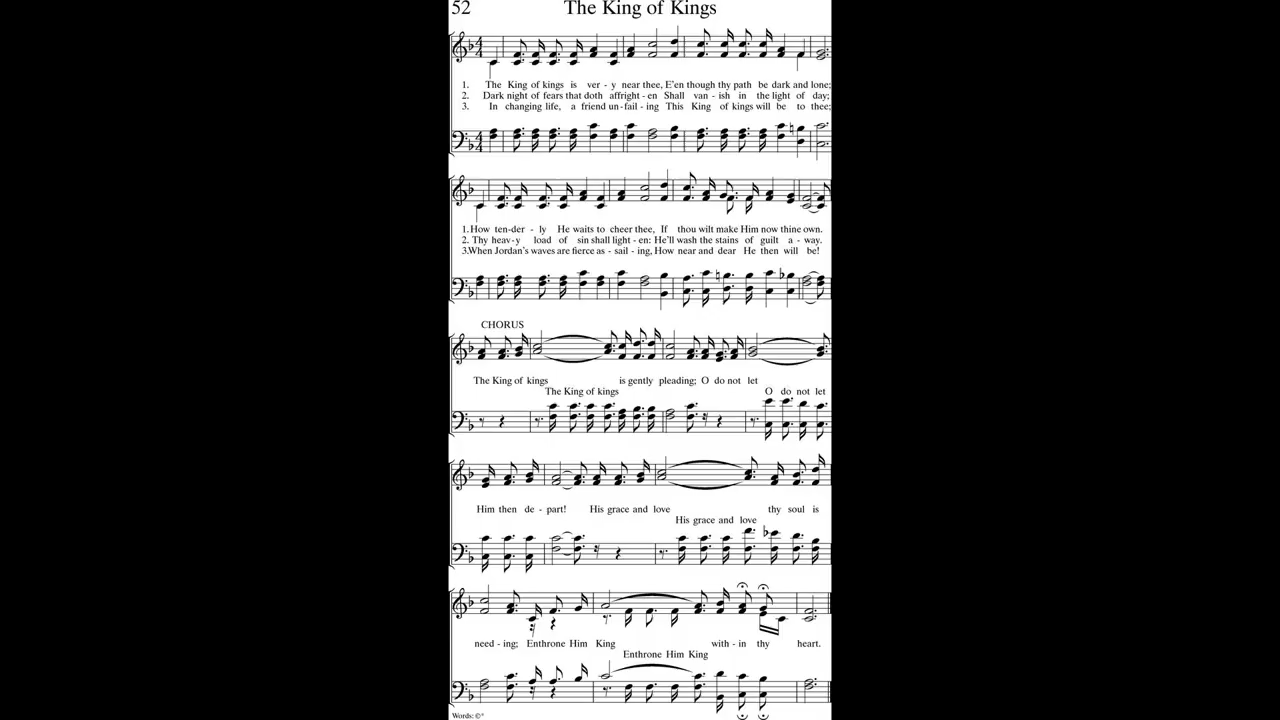 52 The King of Kings
1. The King of kings is ver - y near thee, E'en though thy path be dark and lone;
2. Dark night of fears that doth affright - en Shall van - ish in the light of day;
3. In changing life, a friend un - fail - ing This King of kings will be to thee;
1. How ten - der - ly He waits to cheer thee, If thou wilt make Him now thine own.
2. Thy heav - y load of sin shall light - en: He'll wash the stains of guilt a - way.
3. When Jordan's waves are fierce as - sail - ing, How near and dear He then will be!
CHORUS
The King of kings is gently pleading; O do not let
The King of kings O do not let
Him then de - part! His grace and love thy soul is
His grace and love
need - ing; Enthrone Him King with - in thy heart.
Enthrone Him King
Words: ©*